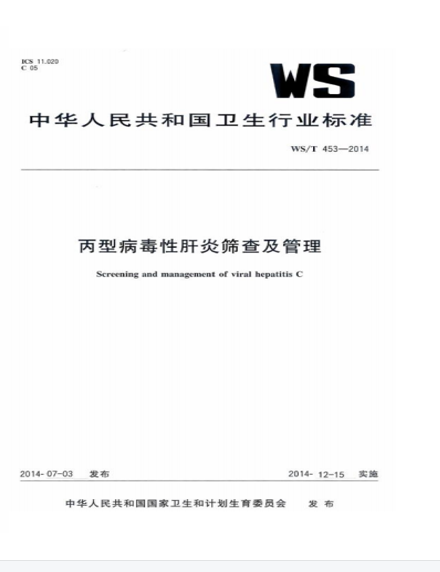 ICS 11.020
C 05
WS
中华人民共和国卫生行业标准
WS/T 453—2014
丙型病毒性肝炎筛查及管理
Screening and management of viral hepatitis C
2014-07-03 发布
2014-12-15 实施
中华人民共和国国家卫生和计划生育委员会 发布